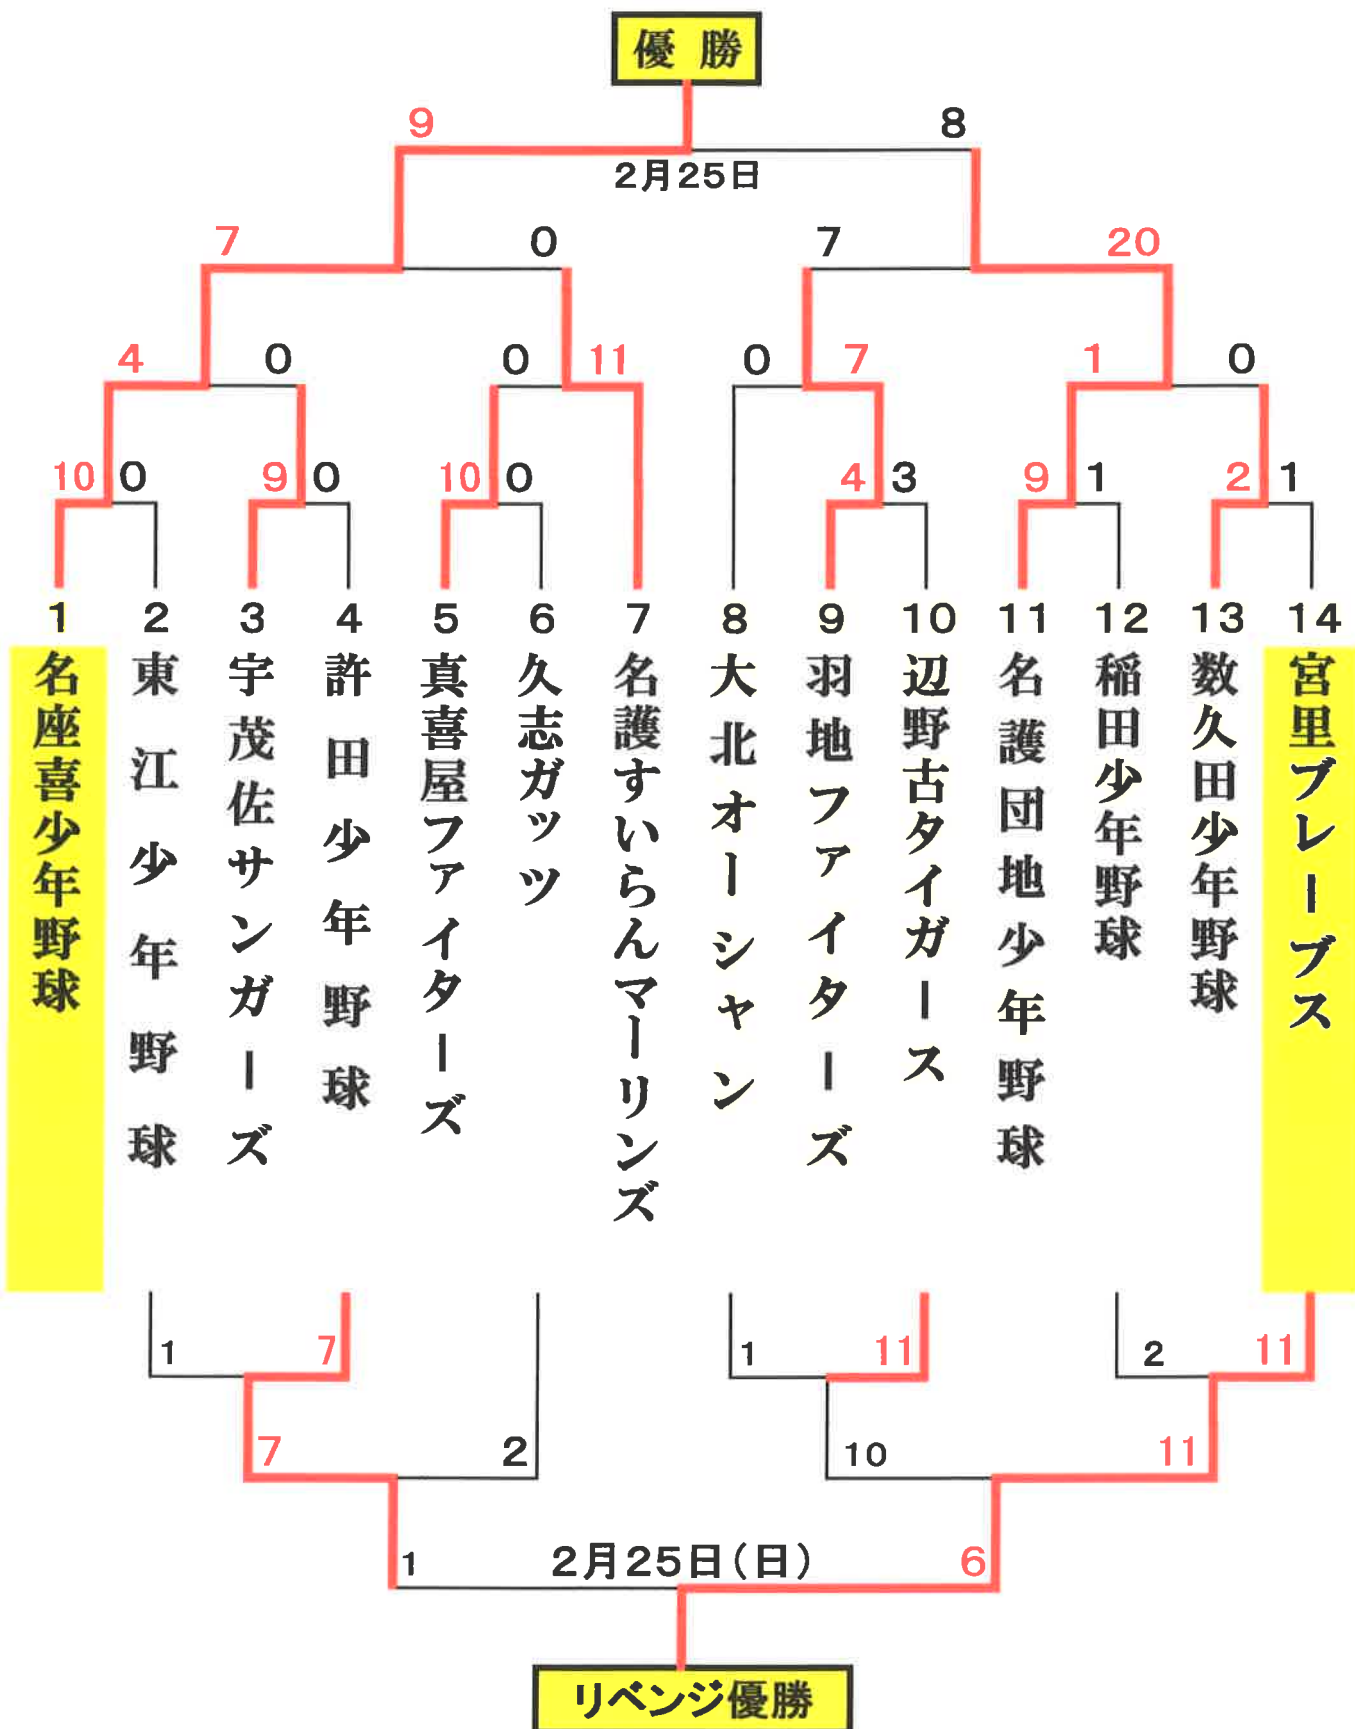 優 勝
9 8
2月25日
7 0 7 20
4 0 0 11 0 7 1 0
10 0 9 0 10 0 4 3 9 1 2 1
1 2 3 4 5 6 7 8 9 10 11 12 13 14
名座喜少年野球
東江少年野球
宇茂佐サンガーズ
許田少年野球
真喜屋ファイターズ
久志ガッツ
名護すいらんマーリンズ
大北オーシャン
羽地ファイターズ
辺野古タイガース
名護団地少年野球
稲田少年野球
数久田少年野球
宮里ブレーブス
1 7 1 11 2 11
7 2 10 11
1 2月25日(日) 6
リベンジ優勝